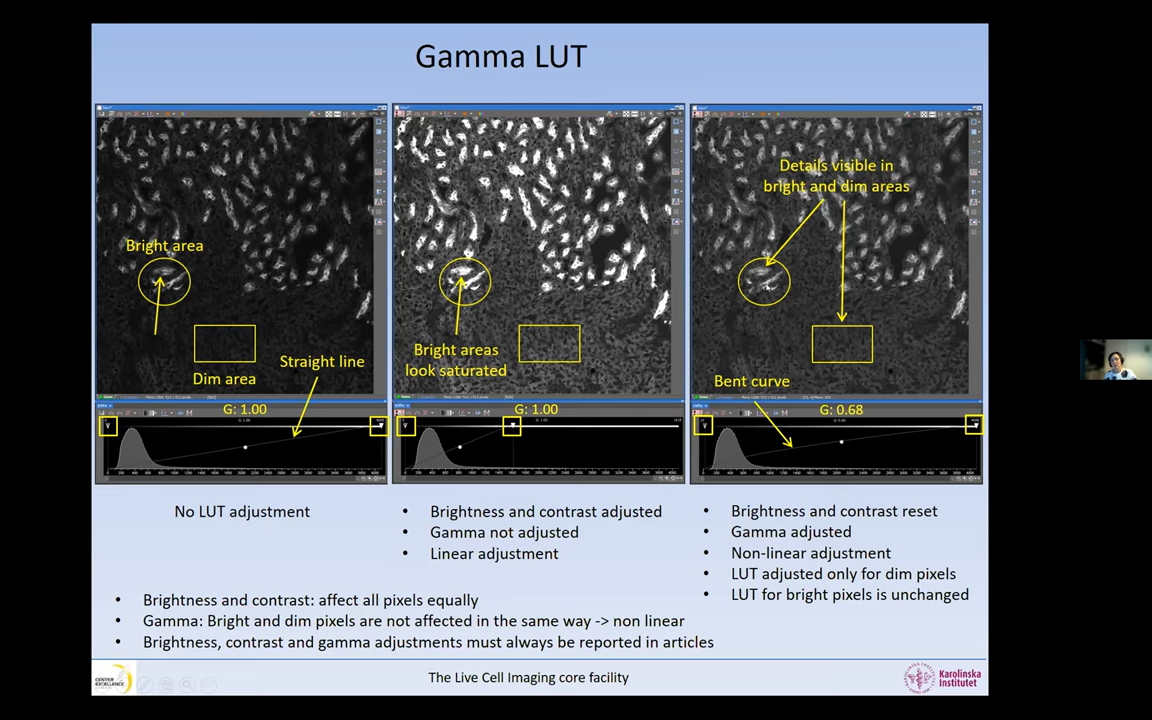 Gamma LUT
Bright area
Dim area
Straight line
G: 1.00
Bright areas
look saturated
G: 1.00
Details visible in
bright and dim areas
Bent curve
G: 0.68
No LUT adjustment
• Brightness and contrast adjusted
• Gamma not adjusted
• Linear adjustment
• Brightness and contrast reset
• Gamma adjusted
• Non-linear adjustment
• LUT adjusted only for dim pixels
• LUT for bright pixels is unchanged
• Brightness and contrast: affect all pixels equally
• Gamma: Bright and dim pixels are not affected in the same way -> non linear
• Brightness, contrast and gamma adjustments must always be reported in articles
The Live Cell Imaging core facility
Karolinska
Institutet